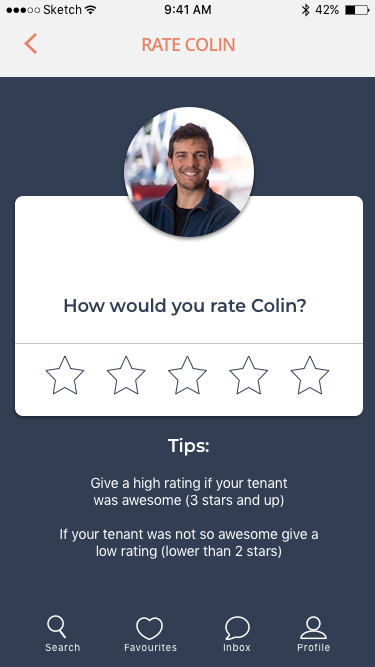 Sketch 9:41 AM 42%
RATE COLIN
How would you rate Colin?
Tips:
Give a high rating if your tenant
was awesome (3 stars and up)
If your tenant was not so awesome give a
low rating (lower than 2 stars)
Search Favourites Inbox Profile